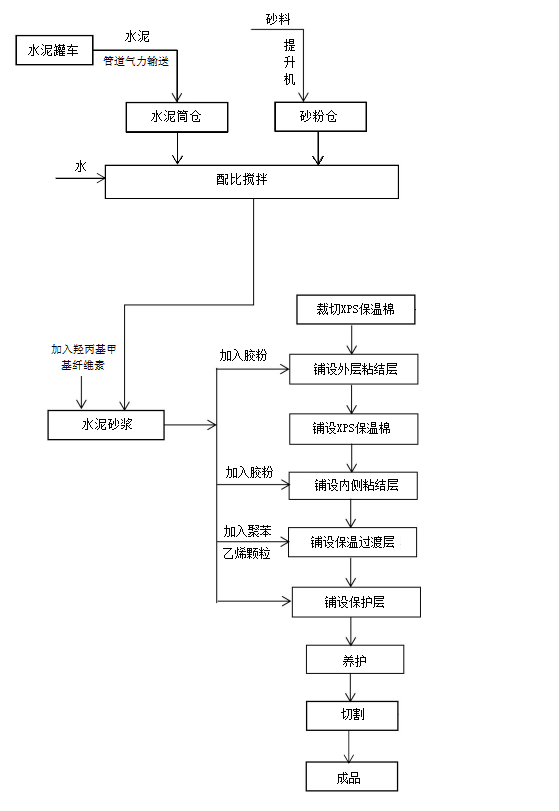 砂料
水泥
水泥罐车
管道气力输送
提
升
机
水泥筒仓
砂粉仓
水
配比搅拌
裁切XPS保温棉
加入羟丙基甲
基纤维素
加入胶粉
铺设外层粘结层
水泥砂浆
铺设XPS保温棉
加入胶粉
铺设内侧粘结层
加入聚苯
乙烯颗粒
铺设保温过渡层
铺设保护层
养护
切割
成品